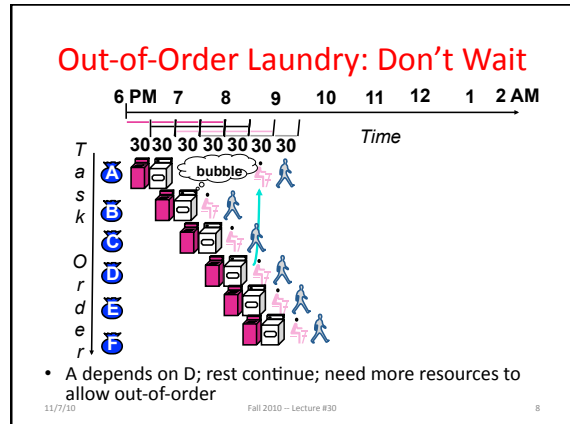 Out-of-Order Laundry: Don't Wait
6 PM 7 8 9 10 11 12 1 2 AM
Time
30 30 30 30 30 30 30
Task Order
bubble
A
B
C
D
E
F
• A depends on D; rest continue; need more resources to
allow out-of-order
11/7/10 Fall 2010 -- Lecture #30 8